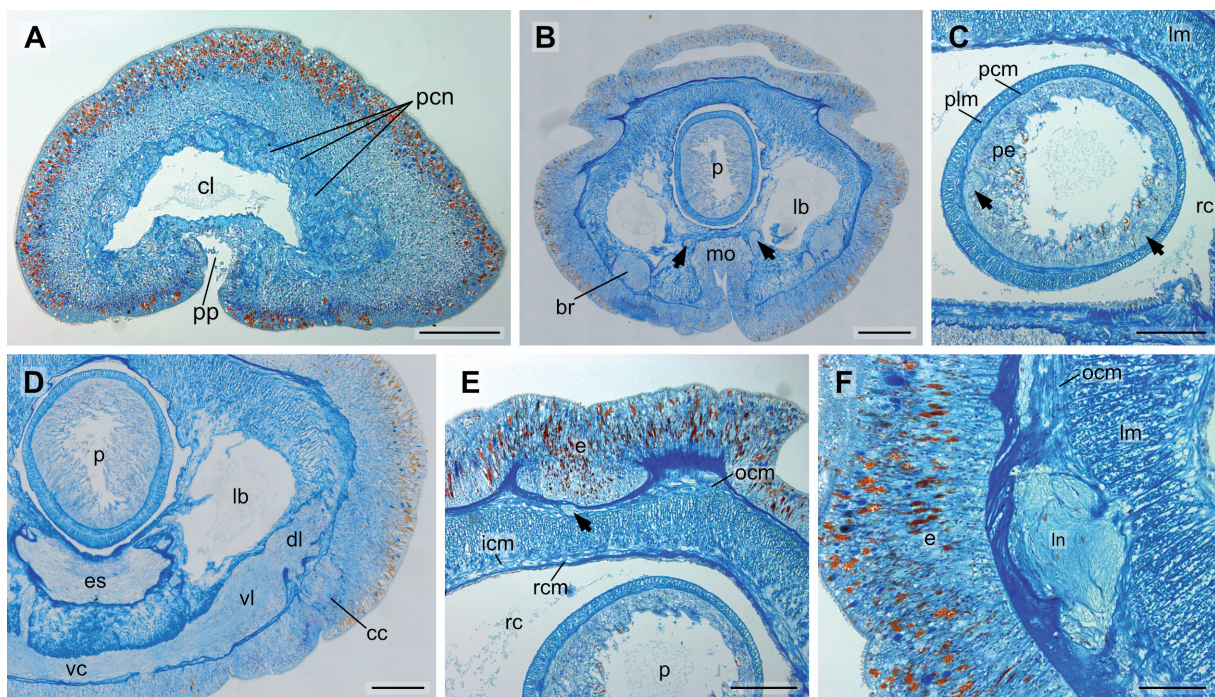 A
pcn
cl
pp
B
p
lb
mo
br
C
lm
pcm
plm
pe
rc
D
p
lb
dl
es
vl
cc
vc
E
e
ocm
icm
rcm
rc
p
F
ocm
lm
e
ln